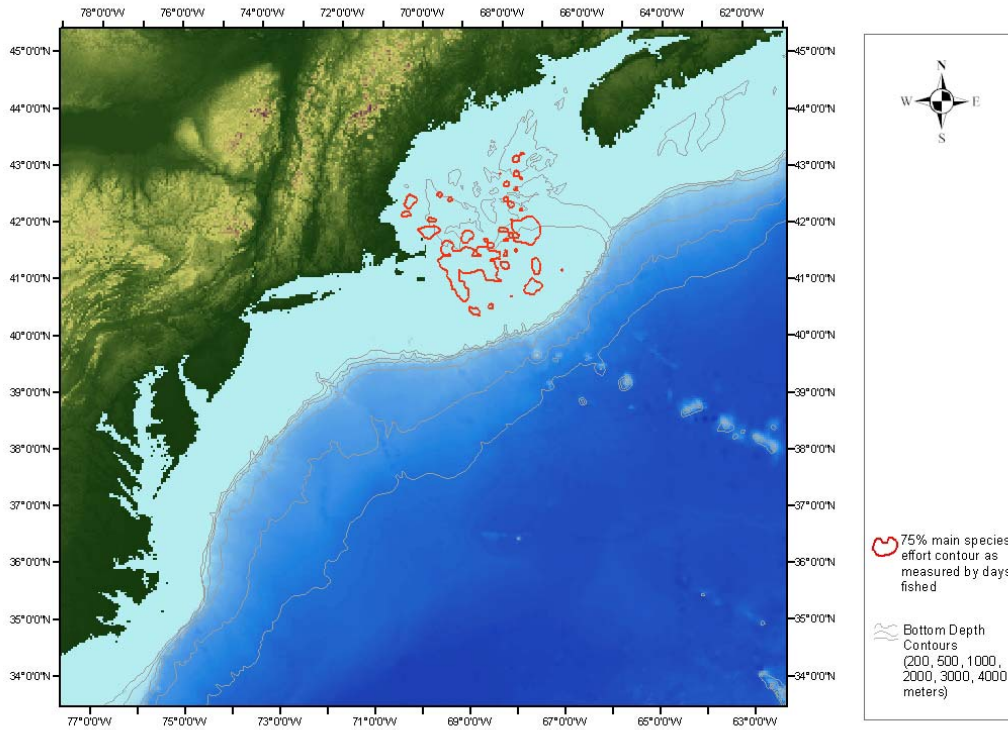 78°0'0"W 76°0'0"W 74°0'0"W 72°0'0"W 70°0'0"W 68°0'0"W 66°0'0"W 64°0'0"W 62°0'0"W
45°0'0"N 45°0'0"N
44°0'0"N 44°0'0"N
43°0'0"N 43°0'0"N
42°0'0"N 42°0'0"N
41°0'0"N 41°0'0"N
40°0'0"N 40°0'0"N
39°0'0"N 39°0'0"N
38°0'0"N 38°0'0"N
37°0'0"N 37°0'0"N
36°0'0"N 36°0'0"N
35°0'0"N 35°0'0"N
34°0'0"N 34°0'0"N
77°0'0"W 75°0'0"W 73°0'0"W 71°0'0"W 69°0'0"W 67°0'0"W 65°0'0"W 63°0'0"W
N
W E
S
75% main species
effort contour as
measured by days
fished
Bottom Depth
Contours
(200, 500, 1000,
2000, 3000, 4000
meters)